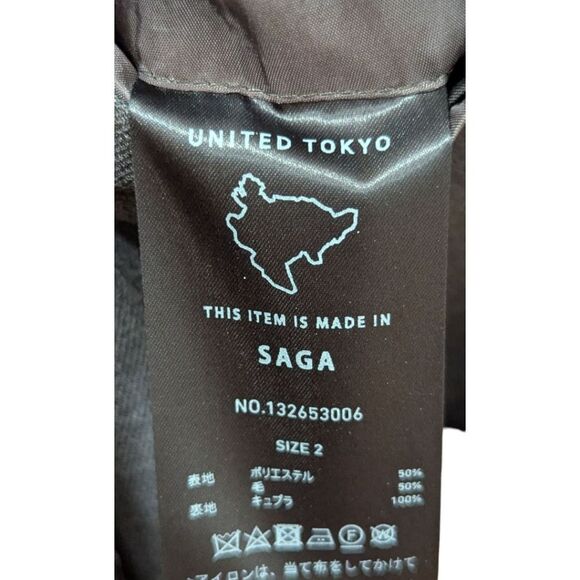 UNITED TOKYO
THIS ITEM IS MADE IN
SAGA
NO.132653006
SIZE 2
表地 ポリエステル 50%
毛 50%
裏地 キュプラ 100%
P F W
アイロンは、当て布をしてかけて